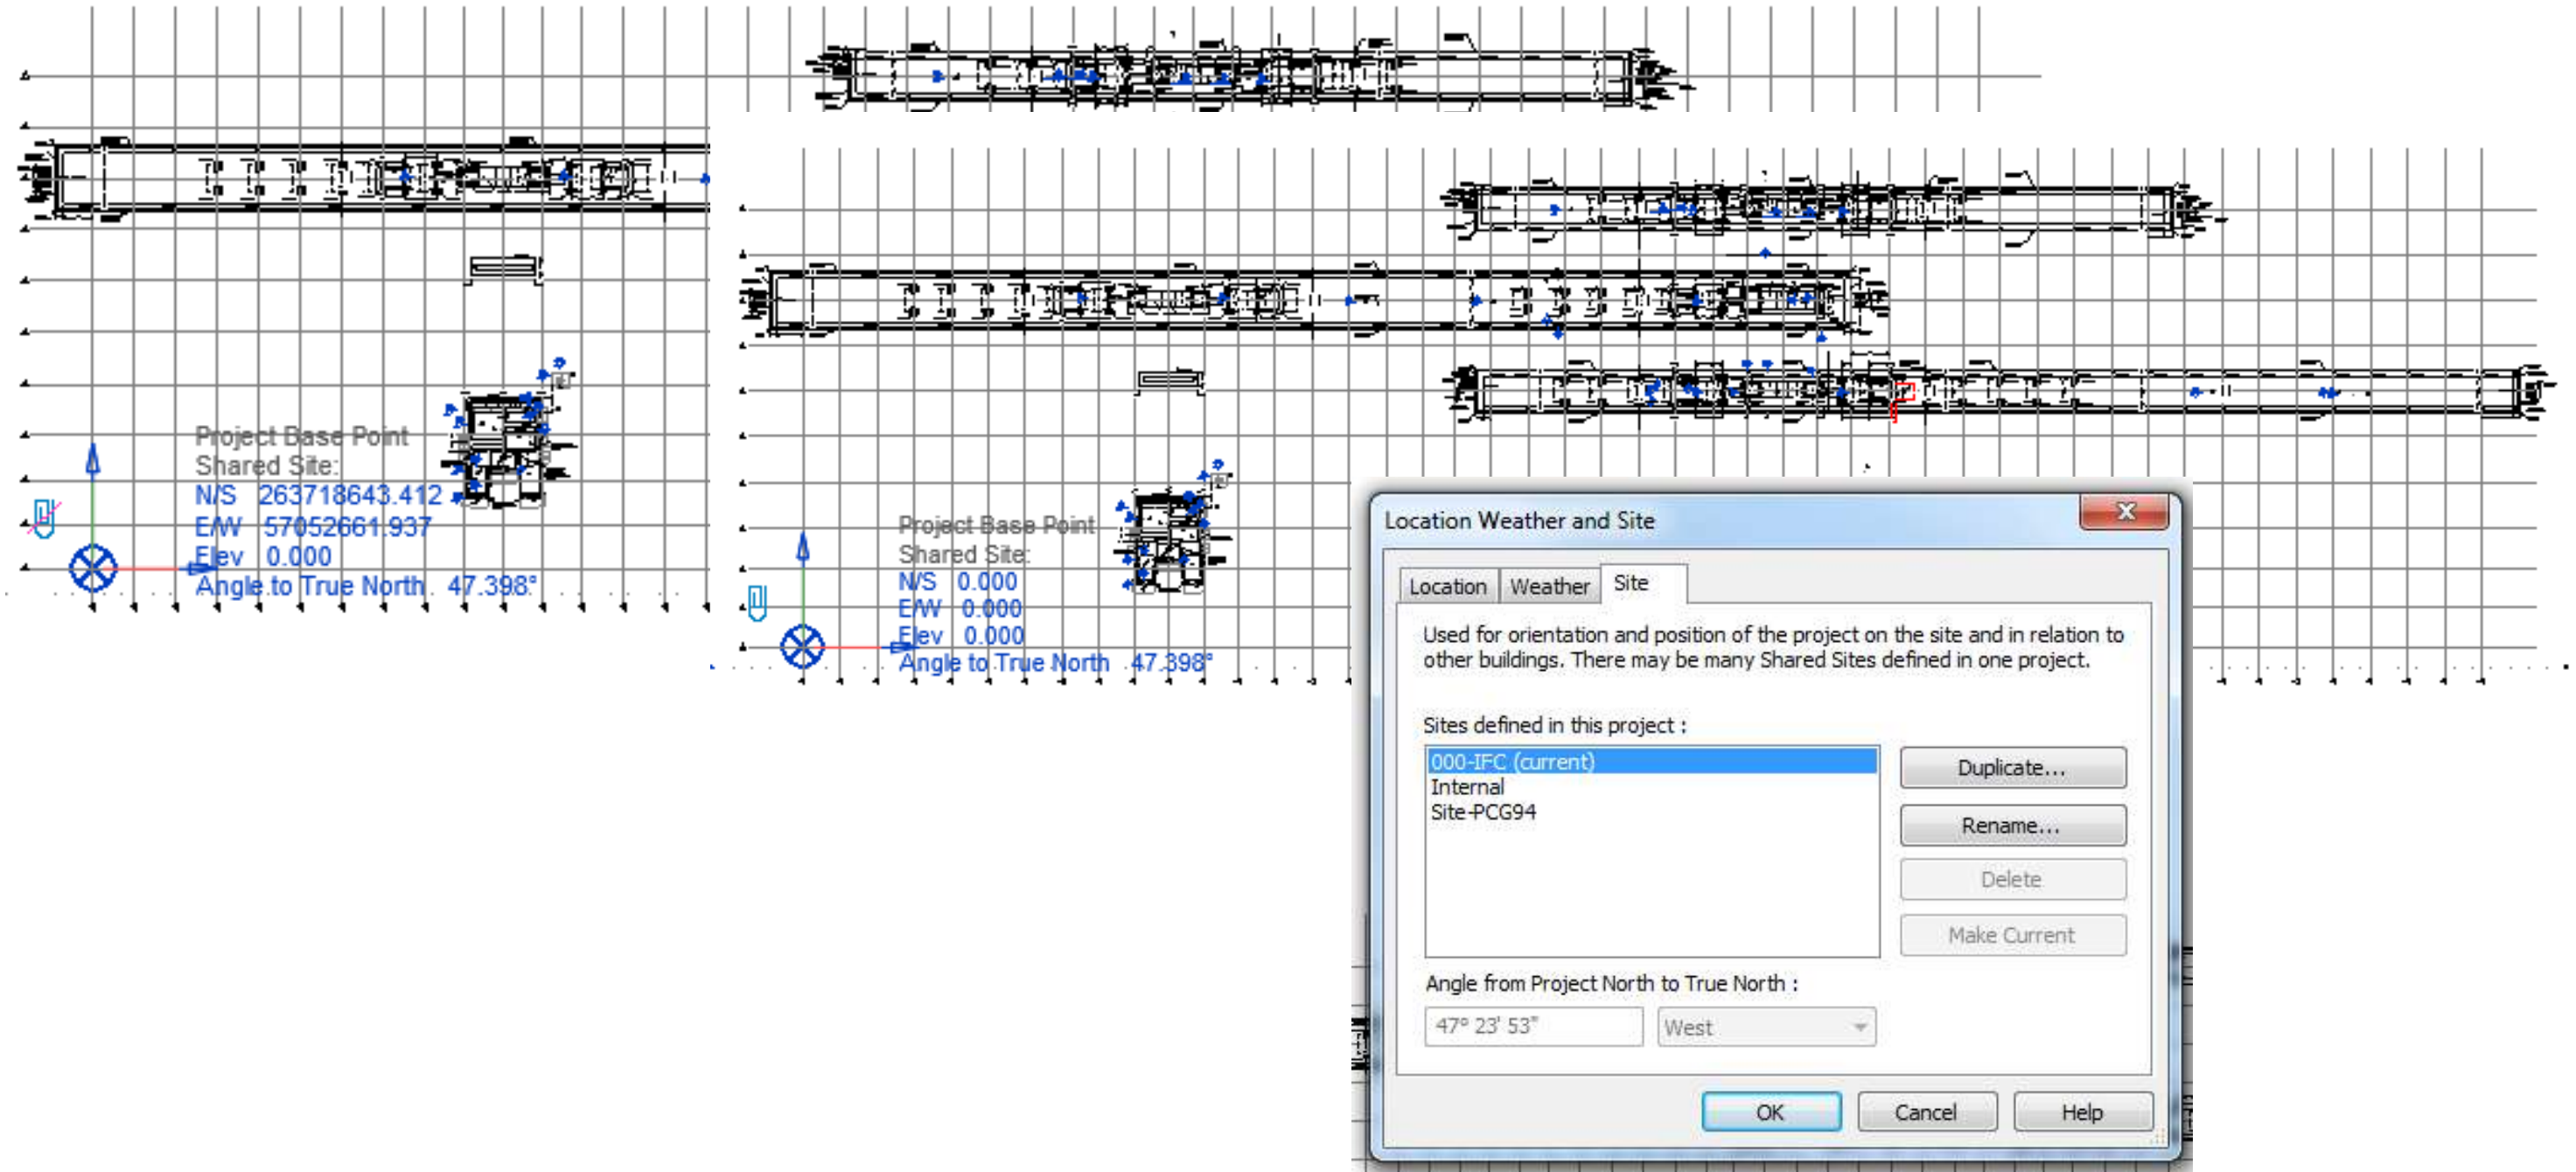 Project Base Point
Shared Site:
N/S 263718643.412
E/W 57052661.937
Elev 0.000
Angle to True North 47.398°
Project Base Point
Shared Site:
N/S 0.000
E/W 0.000
Elev 0.000
Angle to True North 47.398°
Location Weather and Site
Location Weather Site
Used for orientation and position of the project on the site and in relation to
other buildings. There may be many Shared Sites defined in one project.
Sites defined in this project :
000-IFC (current)
Internal
Site-PCG94
Duplicate...
Rename...
Delete
Make Current
Angle from Project North to True North :
47° 23' 53" West
OK Cancel Help